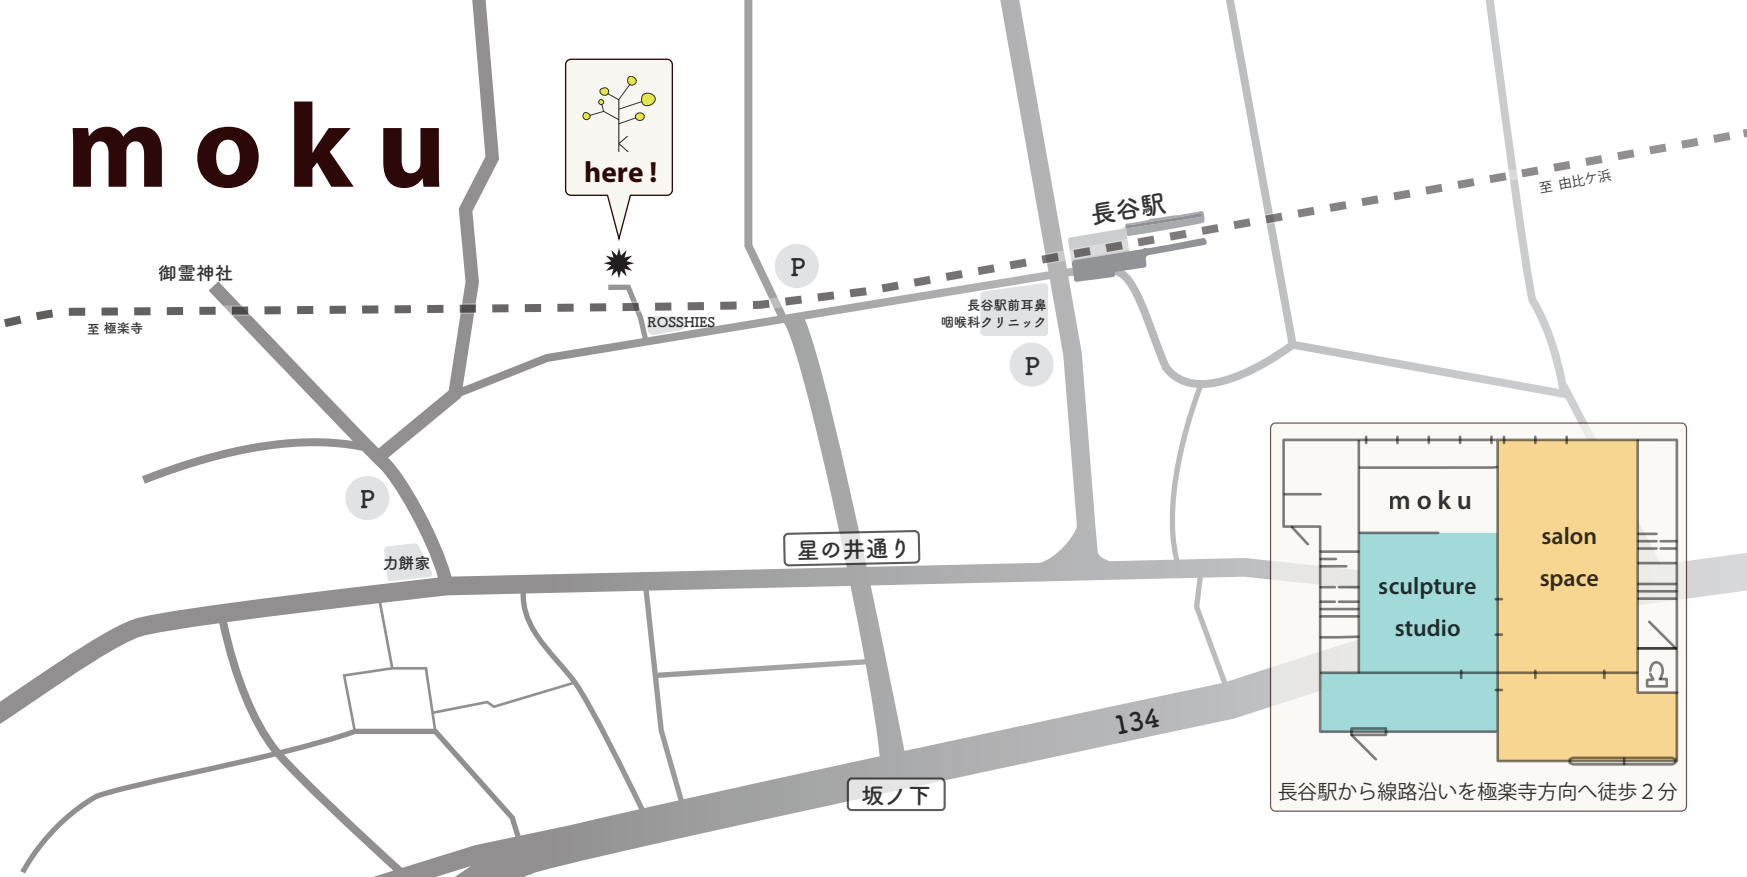 moku
here !
長谷駅
至 由比ケ浜
御霊神社
P
至 極楽寺
ROSSHIES
長谷駅前耳鼻
咽喉科クリニック
P
P
力餅家
星の井通り
134
坂ノ下
moku
salon
space
sculpture
studio
長谷駅から線路沿いを極楽寺方向へ徒歩２分